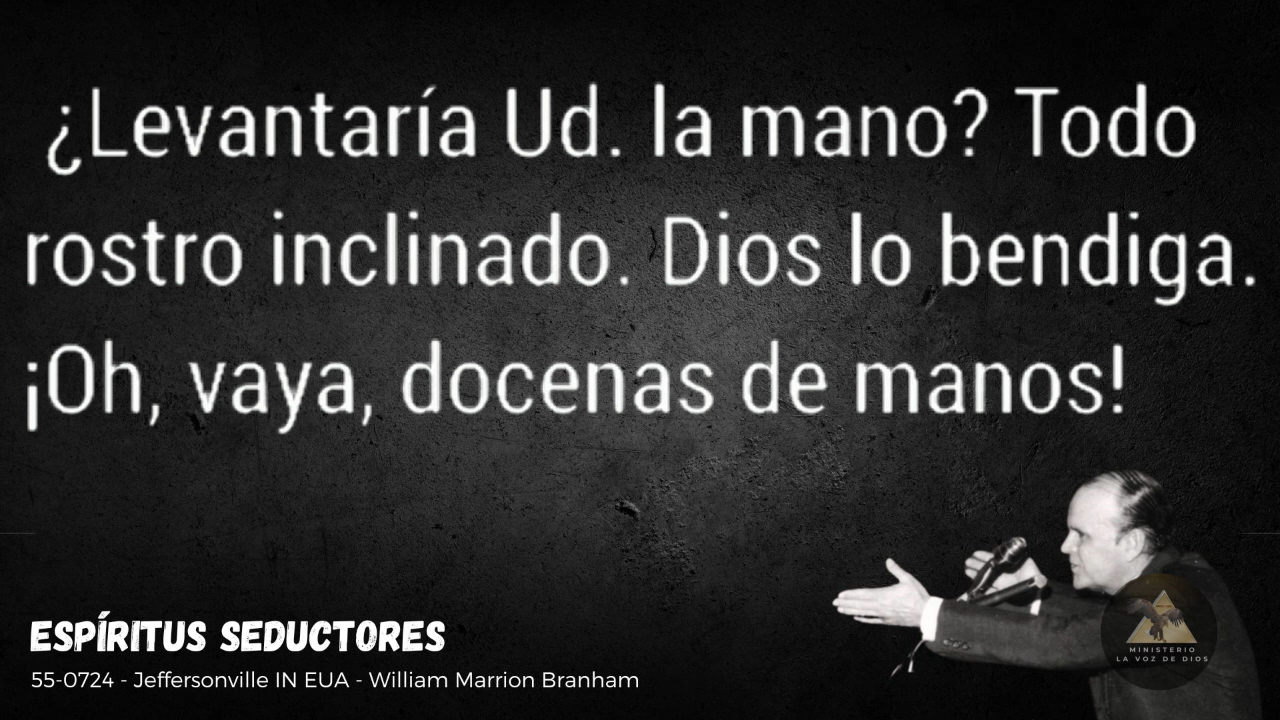 ¿Levantaría Ud. la mano? Todo
rostro inclinado. Dios lo bendiga.
¡Oh, vaya, docenas de manos!
ESPÍRITUS SEDUCTORES
55-0724 - Jeffersonville IN EUA - William Marrion Branham
MINISTERIO
LA VOZ DE DIOS